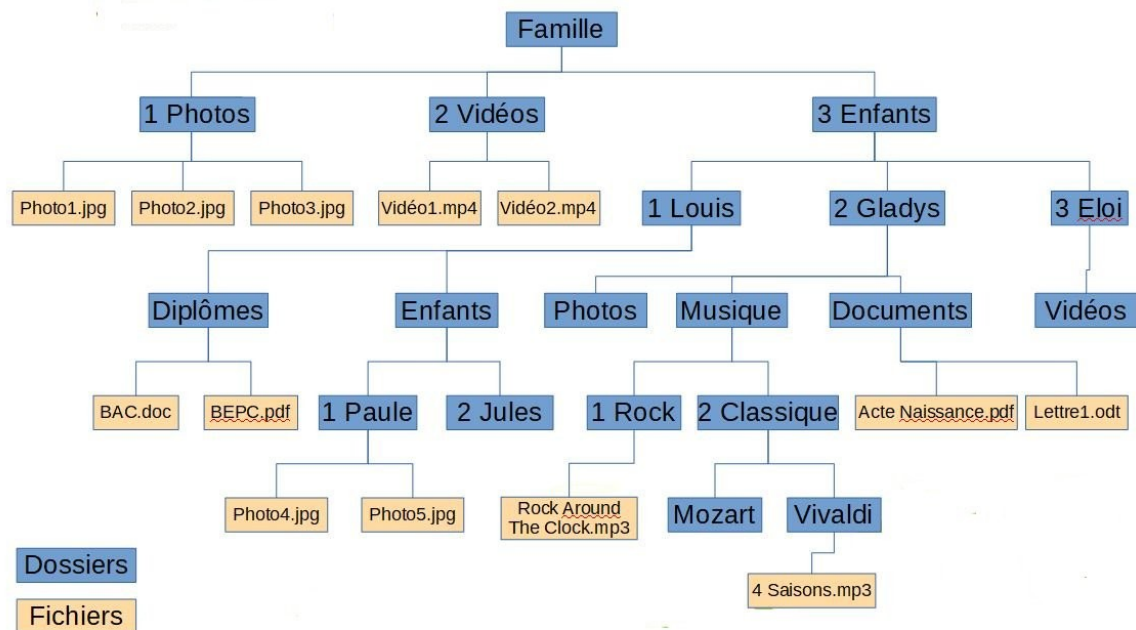 Famille
1 Photos
2 Vidéos
3 Enfants
Photo1.jpg
Photo2.jpg
Photo3.jpg
Vidéo1.mp4
Vidéo2.mp4
1 Louis
2 Gladys
3 Eloi
Diplômes
Enfants
Photos
Musique
Documents
Vidéos
BAC.doc
BEPC.pdf
1 Paule
2 Jules
1 Rock
2 Classique
Acte Naissance.pdf
Lettre1.odt
Photo4.jpg
Photo5.jpg
Rock Around
The Clock.mp3
Mozart
Vivaldi
Dossiers
4 Saisons.mp3
Fichiers